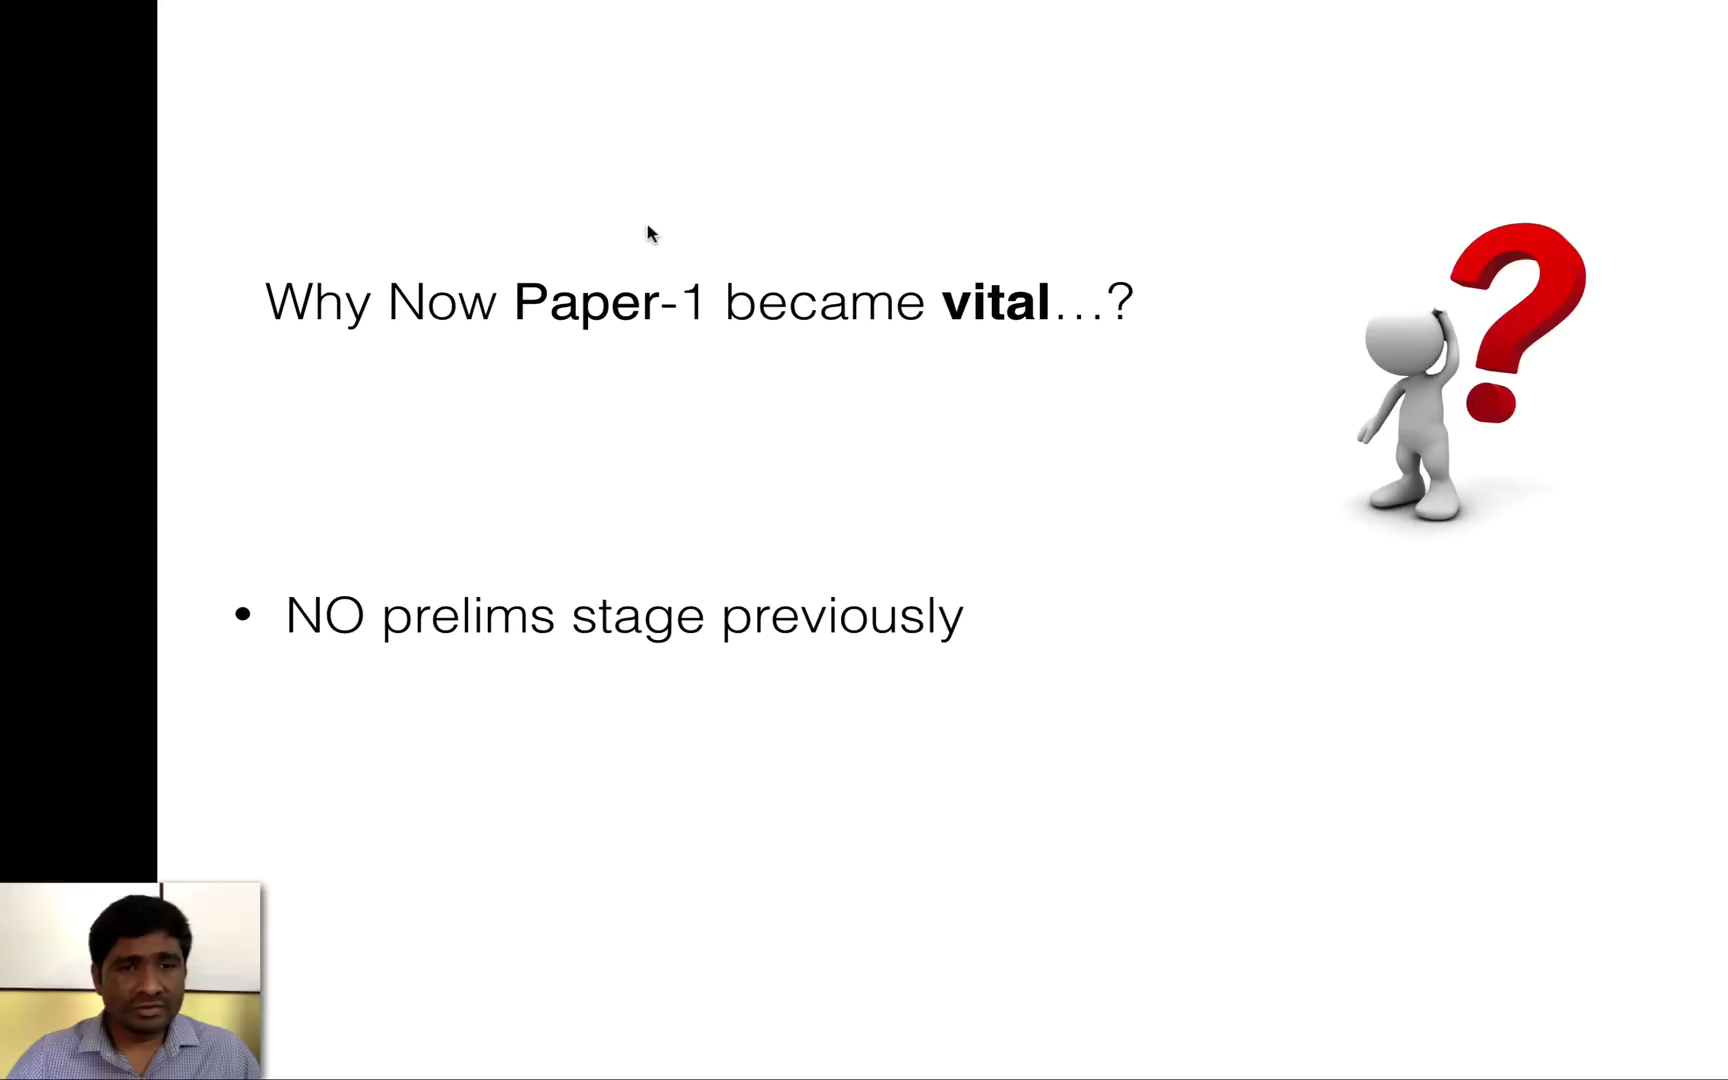 Why Now Paper-1 became vital...?
• NO prelims stage previously